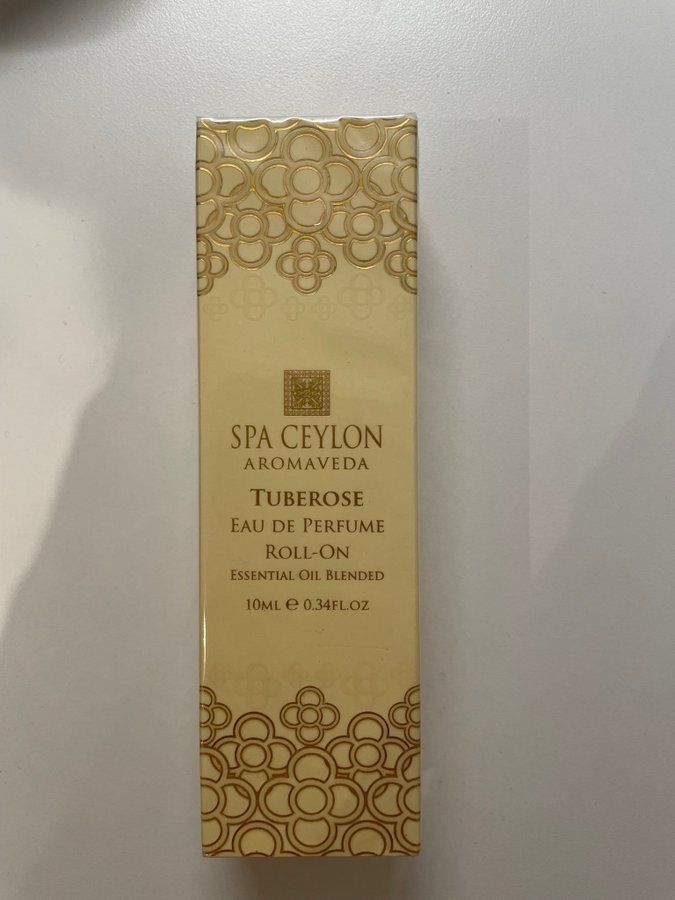 SPA CEYLON
AROMAVEDA
TUBEROSE
EAU DE PERFUME
ROLL-ON
ESSENTIAL OIL BLENDED
10ML ℮ 0.34FL.OZ